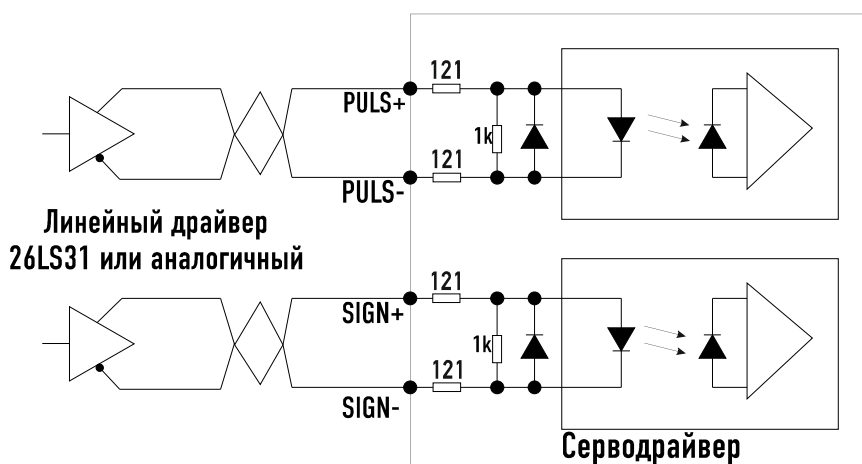 121
PULS+
1k
121
PULS-
Линейный драйвер
26LS31 или аналогичный
121
SIGN+
1k
121
SIGN-
Серводрайвер